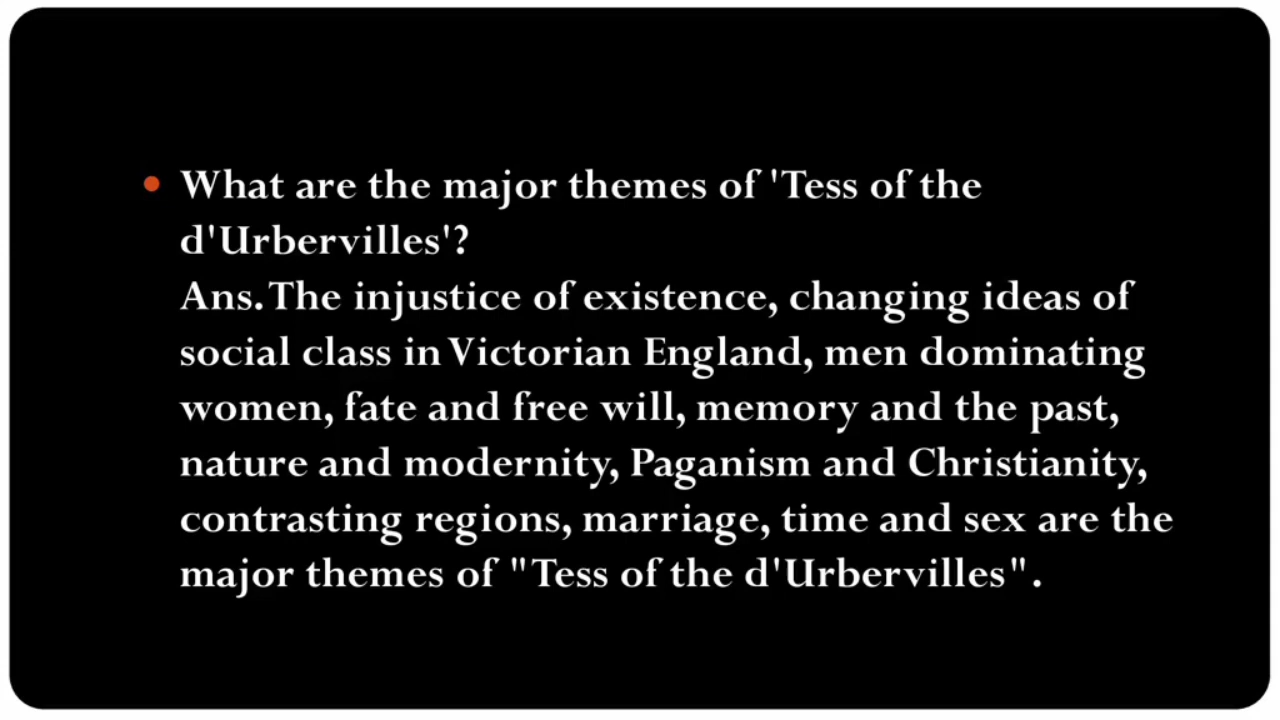 What are the major themes of 'Tess of the
d'Urbervilles'?
Ans. The injustice of existence, changing ideas of
social class in Victorian England, men dominating
women, fate and free will, memory and the past,
nature and modernity, Paganism and Christianity,
contrasting regions, marriage, time and sex are the
major themes of "Tess of the d'Urbervilles".